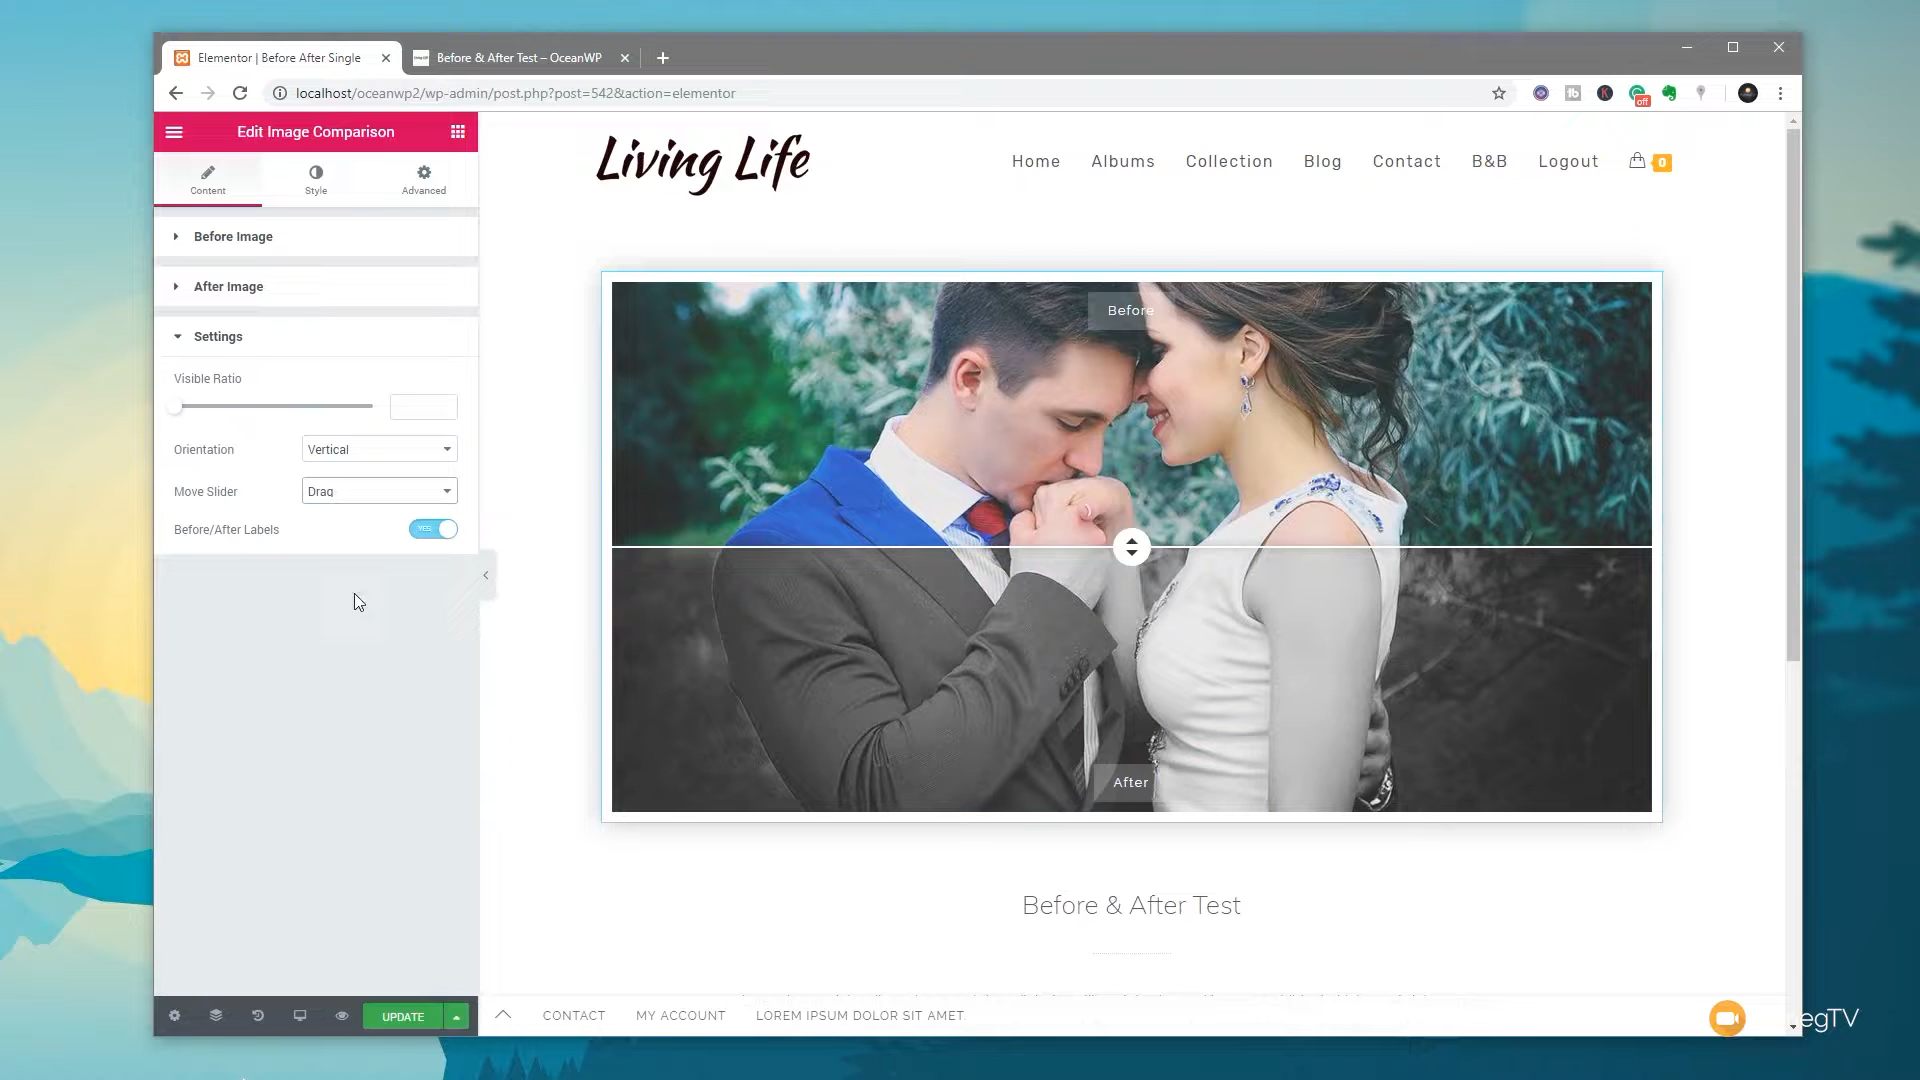 Elementor | Before After Single
Before & After Test – OceanWP
localhost/oceanwp2/wp-admin/post.php?post=542&action=elementor
off
Edit Image Comparison
Content
Style
Advanced
Before Image
After Image
Settings
Visible Ratio
Orientation
Vertical
Move Slider
Drag
Before/After Labels
YES
UPDATE
Living Life
Home
Albums
Collection
Blog
Contact
B&B
Logout
0
Before
After
Before & After Test
CONTACT
MY ACCOUNT
LOREM IPSUM DOLOR SIT AMET.
egTV